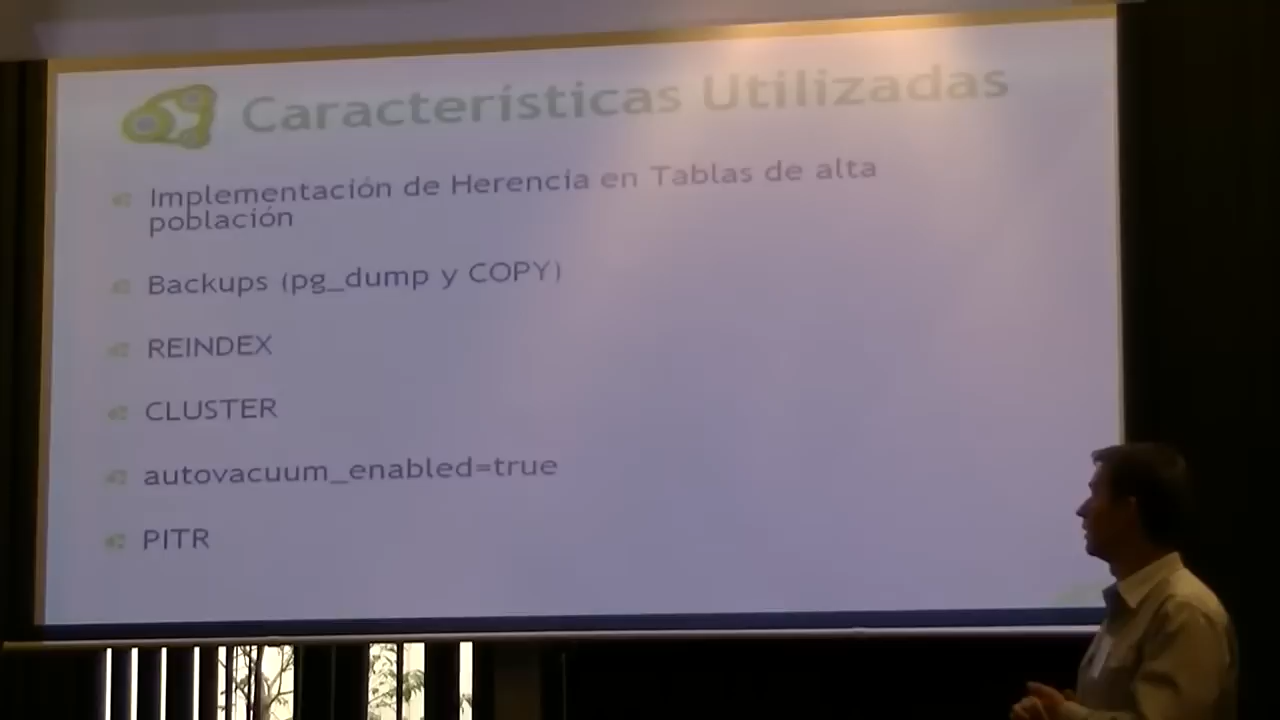 Características Utilizadas
Implementación de Herencia en Tablas de alta
población
Backups (pg_dump y COPY)
REINDEX
CLUSTER
autovacuum_enabled=true
PITR